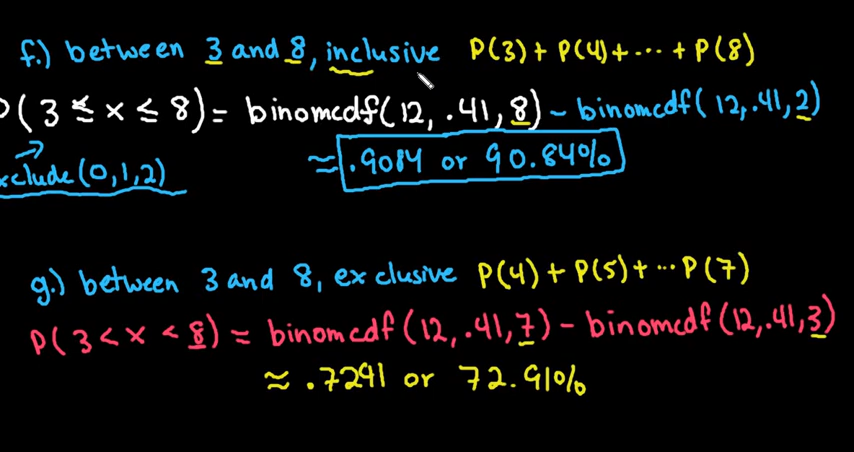 f.) between 3 and 8, inclusive P(3) + P(4) + ... + P(8)
P(3 ≤ x ≤ 8) = binomcdf(12, .41, 8) - binomcdf(12, .41, 2)
xclude (0,1,2) ≈ .9084 or 90.84%
g.) between 3 and 8, exclusive P(4) + P(5) + ... P(7)
P(3 < x < 8) = binomcdf(12, .41, 7) - binomcdf(12, .41, 3)
≈ .7291 or 72.91%